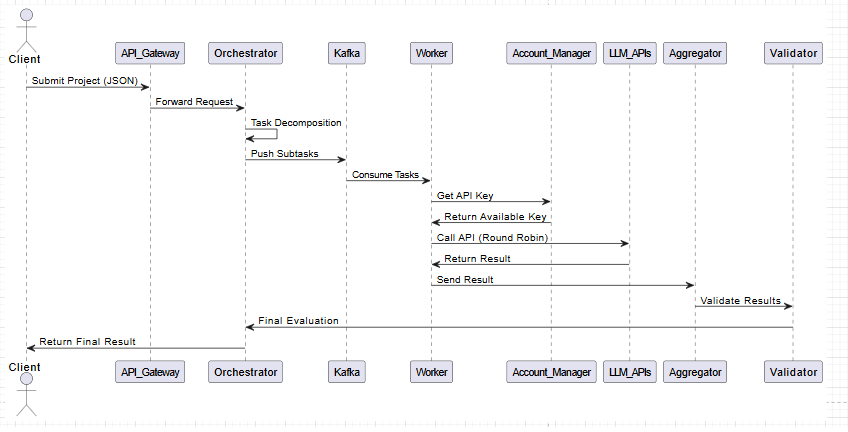 Client
API_Gateway
Orchestrator
Kafka
Worker
Account_Manager
LLM_APIs
Aggregator
Validator
Submit Project (JSON)
Forward Request
Task Decomposition
Push Subtasks
Consume Tasks
Get API Key
Return Available Key
Call API (Round Robin)
Return Result
Send Result
Validate Results
Final Evaluation
Return Final Result
Client
API_Gateway
Orchestrator
Kafka
Worker
Account_Manager
LLM_APIs
Aggregator
Validator